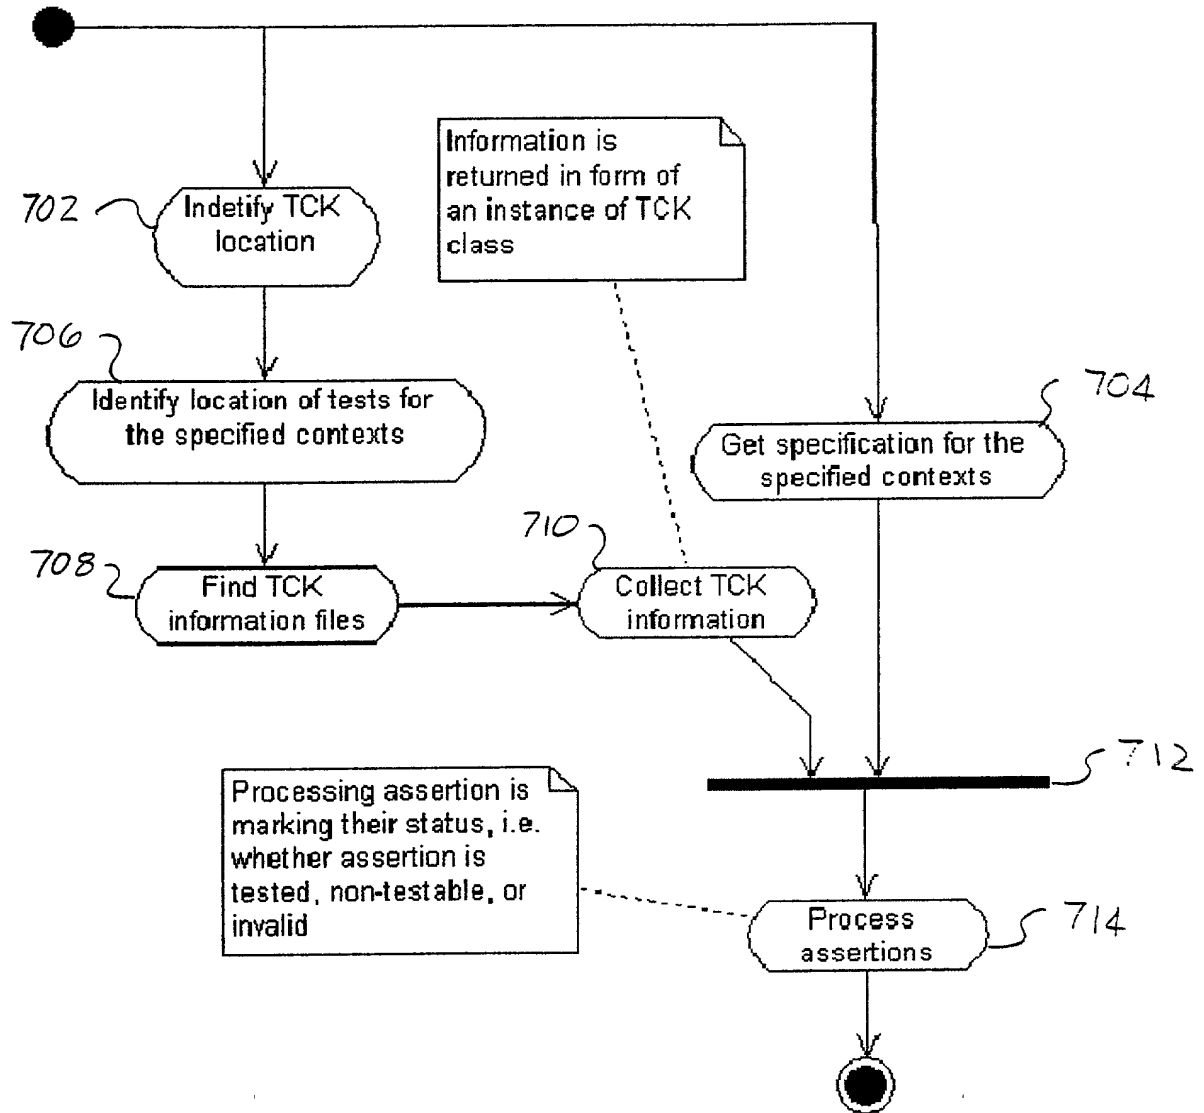 Information is
returned in form of
an instance of TCK
class
702
Indetify TCK
location
706
Identify location of tests for
the specified contexts
704
Get specification for the
specified contexts
708
Find TCK
information files
710
Collect TCK
information
712
Processing assertion is
marking their status, i.e.
whether assertion is
tested, non-testable, or
invalid
Process
assertions
714